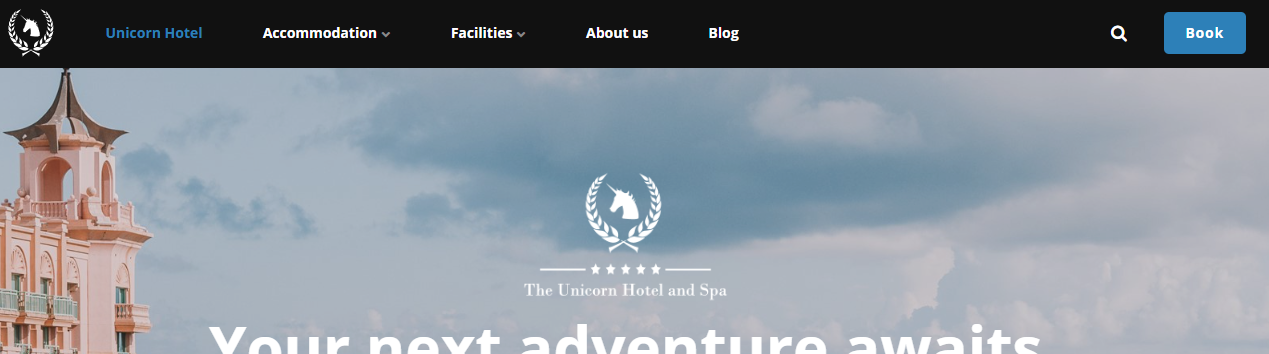 Unicorn Hotel Accommodation Facilities About us Blog Book
The Unicorn Hotel and Spa
Your next adventure awaits